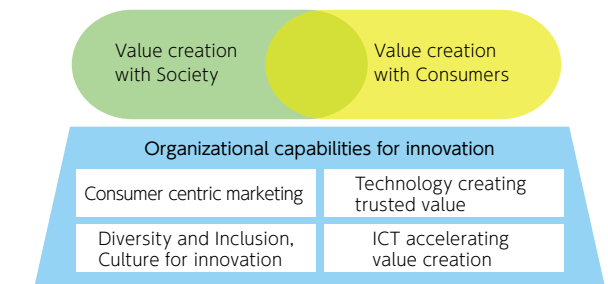 Value creation
with Society
Value creation
with Consumers
Organizational capabilities for innovation
Consumer centric marketing
Technology creating
trusted value
Diversity and Inclusion,
Culture for innovation
ICT accelerating
value creation